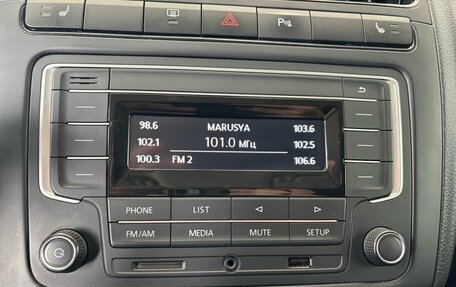 98.6 MARUSYA 103.6
102.1 101.0 МГц 102.5
100.3 FM 2 106.6
PHONE LIST
FM/AM MEDIA MUTE SETUP